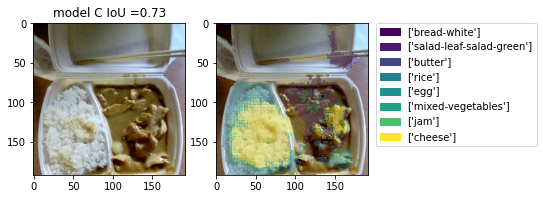 model C IoU =0.73
0
50
100
150
0 50 100 150
0
50
100
150
0 50 100 150
['bread-white']
['salad-leaf-salad-green']
['butter']
['rice']
['egg']
['mixed-vegetables']
['jam']
['cheese']